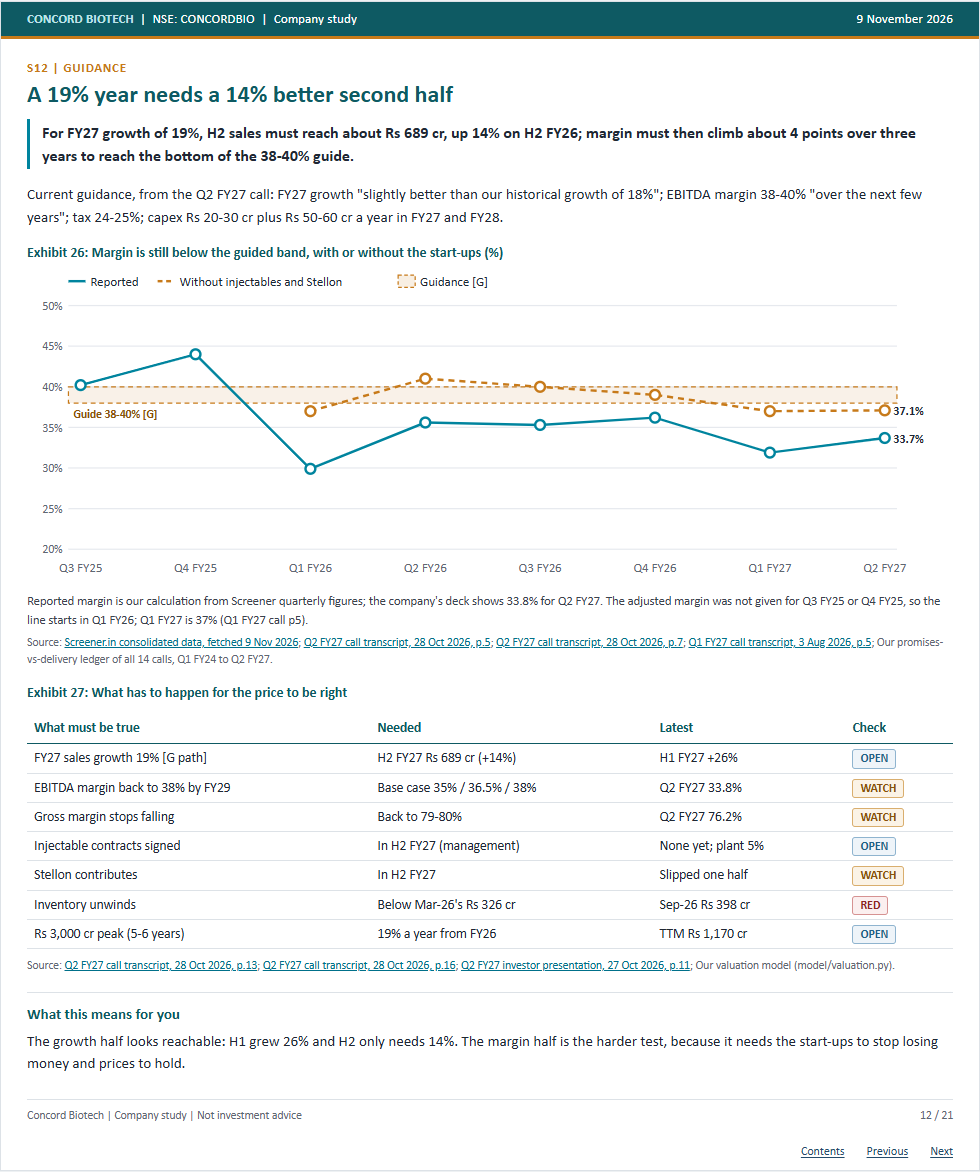 CONCORD BIOTECH | NSE: CONCORDBIO | Company study
9 November 2026
S12 | GUIDANCE
A 19% year needs a 14% better second half
For FY27 growth of 19%, H2 sales must reach about Rs 689 cr, up 14% on H2 FY26; margin must then climb about 4 points over three
years to reach the bottom of the 38-40% guide.
Current guidance, from the Q2 FY27 call: FY27 growth "slightly better than our historical growth of 18%"; EBITDA margin 38-40% "over the next few
years"; tax 24-25%; capex Rs 20-30 cr plus Rs 50-60 cr a year in FY27 and FY28.
Exhibit 26: Margin is still below the guided band, with or without the start-ups (%)
Reported
Without injectables and Stellon
Guidance [G]
50%
45%
40%
Guide 38-40% [G]
37.1%
35%
33.7%
30%
25%
20%
Q3 FY25 Q4 FY25 Q1 FY26 Q2 FY26 Q3 FY26 Q4 FY26 Q1 FY27 Q2 FY27
Reported margin is our calculation from Screener quarterly figures; the company's deck shows 33.8% for Q2 FY27. The adjusted margin was not given for Q3 FY25 or Q4 FY25, so the
line starts in Q1 FY26; Q1 FY27 is 37% (Q1 FY27 call p5).
Source: Screener.in consolidated data, fetched 9 Nov 2026; Q2 FY27 call transcript, 28 Oct 2026, p.5; Q2 FY27 call transcript, 28 Oct 2026, p.7; Q1 FY27 call transcript, 3 Aug 2026, p.5; Our promises-
vs-delivery ledger of all 14 calls, Q1 FY24 to Q2 FY27.
Exhibit 27: What has to happen for the price to be right
What must be true Needed Latest Check
FY27 sales growth 19% [G path] H2 FY27 Rs 689 cr (+14%) H1 FY27 +26% OPEN
EBITDA margin back to 38% by FY29 Base case 35% / 36.5% / 38% Q2 FY27 33.8% WATCH
Gross margin stops falling Back to 79-80% Q2 FY27 76.2% WATCH
Injectable contracts signed In H2 FY27 (management) None yet; plant 5% OPEN
Stellon contributes In H2 FY27 Slipped one half WATCH
Inventory unwinds Below Mar-26's Rs 326 cr Sep-26 Rs 398 cr RED
Rs 3,000 cr peak (5-6 years) 19% a year from FY26 TTM Rs 1,170 cr OPEN
Source: Q2 FY27 call transcript, 28 Oct 2026, p.13; Q2 FY27 call transcript, 28 Oct 2026, p.16; Q2 FY27 investor presentation, 27 Oct 2026, p.11; Our valuation model (model/valuation.py).
What this means for you
The growth half looks reachable: H1 grew 26% and H2 only needs 14%. The margin half is the harder test, because it needs the start-ups to stop losing
money and prices to hold.
Concord Biotech | Company study | Not investment advice
12 / 21
Contents Previous Next